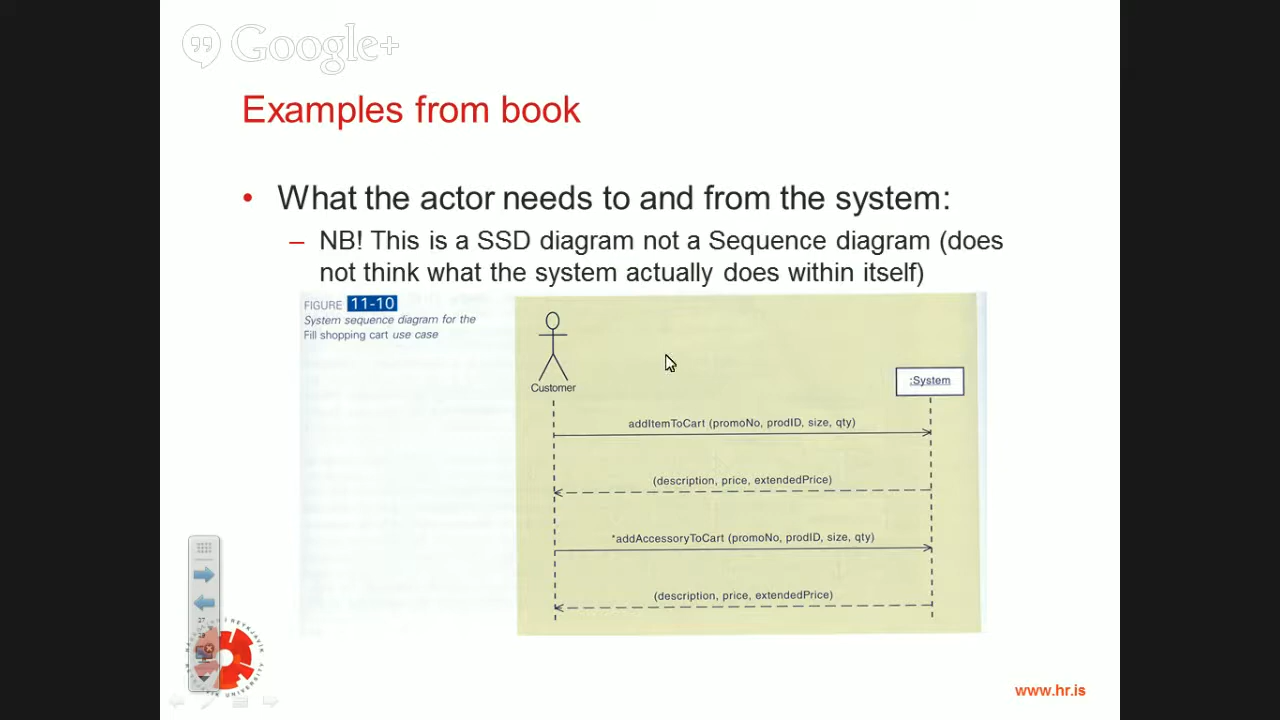 Google+
Examples from book
• What the actor needs to and from the system:
– NB! This is a SSD diagram not a Sequence diagram (does
not think what the system actually does within itself)
FIGURE 11-10
System sequence diagram for the
Fill shopping cart use case
Customer
:System
addItemToCart (promoNo, prodID, size, qty)
(description, price, extendedPrice)
*addAccessoryToCart (promoNo, prodID, size, qty)
(description, price, extendedPrice)
27
www.hr.is